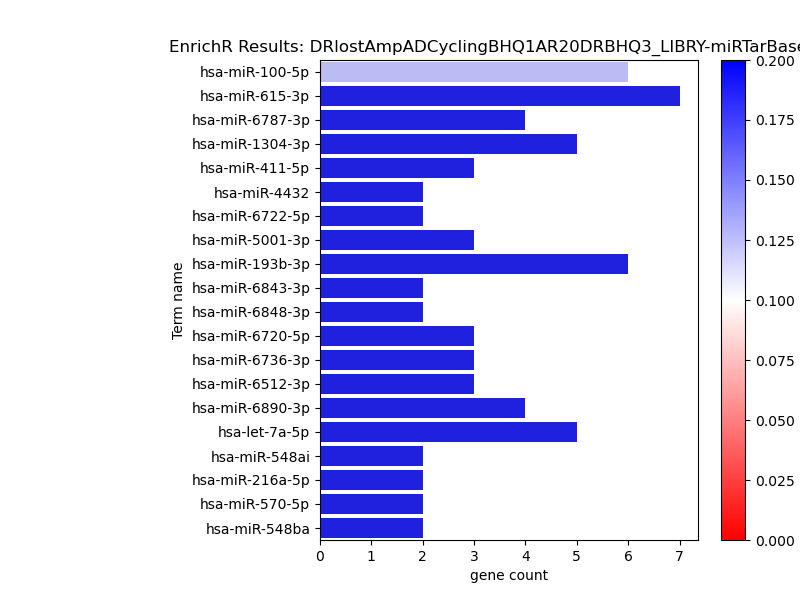 EnrichR Results: DRlostAmpADCyclingBHQ1AR20DRBHQ3_LIBRY-miRTarBase
hsa-miR-100-5p
hsa-miR-615-3p
hsa-miR-6787-3p
hsa-miR-1304-3p
hsa-miR-411-5p
hsa-miR-4432
hsa-miR-6722-5p
hsa-miR-5001-3p
hsa-miR-193b-3p
hsa-miR-6843-3p
hsa-miR-6848-3p
hsa-miR-6720-5p
hsa-miR-6736-3p
hsa-miR-6512-3p
hsa-miR-6890-3p
hsa-let-7a-5p
hsa-miR-548ai
hsa-miR-216a-5p
hsa-miR-570-5p
hsa-miR-548ba
Term name
0 1 2 3 4 5 6 7
gene count
0.200
0.175
0.150
0.125
0.100
0.075
0.050
0.025
0.000